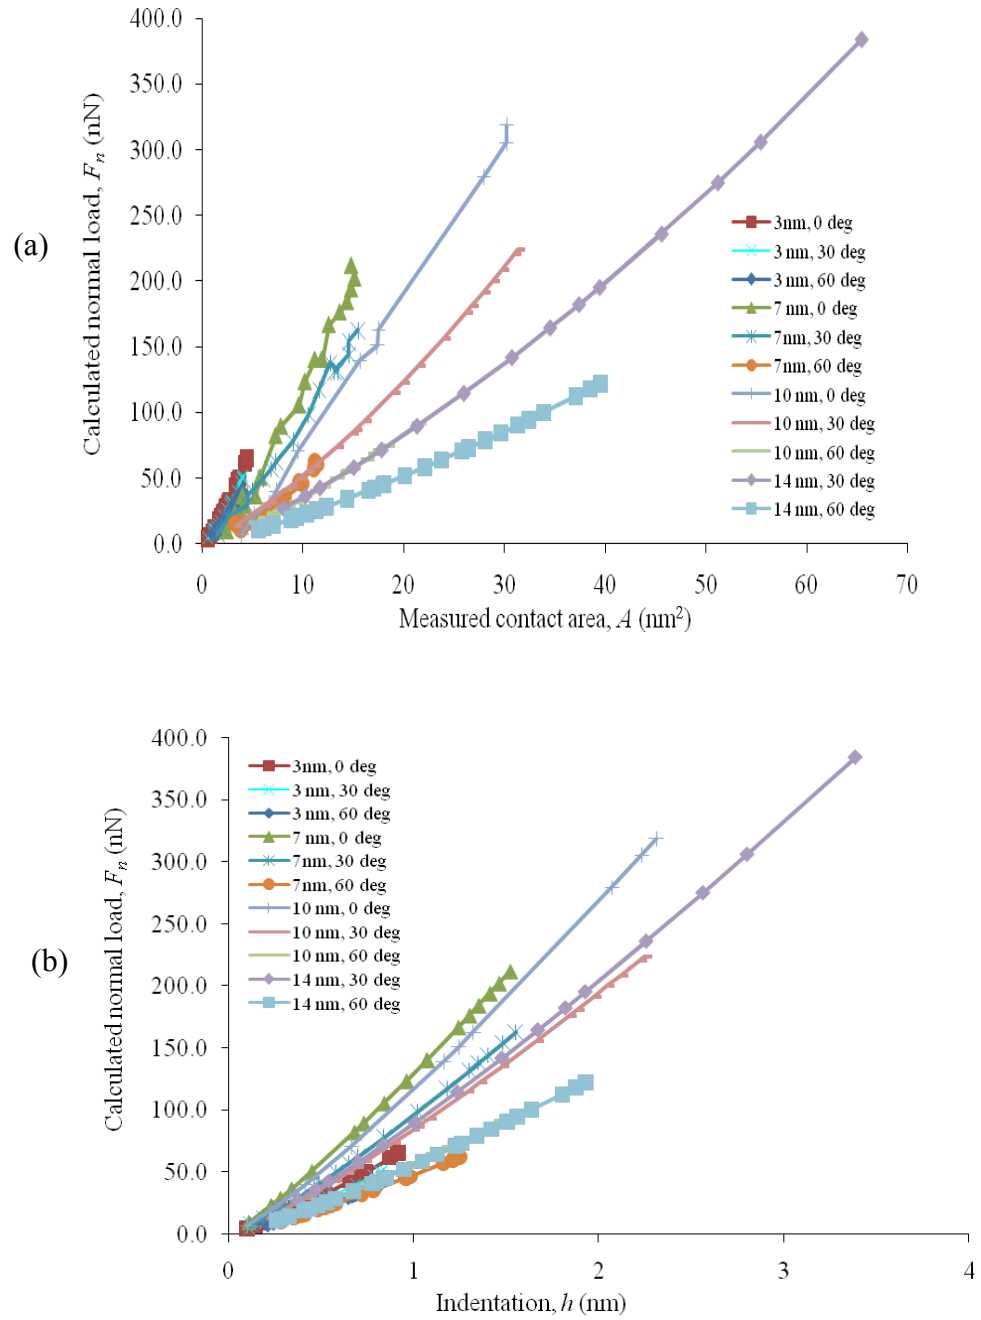 (a)
Calculated normal load, Fn (nN)
400.0
350.0
300.0
250.0
200.0
150.0
100.0
50.0
0.0
0 10 20 30 40 50 60 70
Measured contact area, A (nm²)
3nm, 0 deg
3 nm, 30 deg
3 nm, 60 deg
7 nm, 0 deg
7nm, 30 deg
7nm, 60 deg
10 nm, 0 deg
10 nm, 30 deg
10 nm, 60 deg
14 nm, 30 deg
14 nm, 60 deg
(b)
Calculated normal load, Fn (nN)
400.0
350.0
300.0
250.0
200.0
150.0
100.0
50.0
0.0
0 1 2 3 4
Indentation, h (nm)
3nm, 0 deg
3 nm, 30 deg
3 nm, 60 deg
7 nm, 0 deg
7nm, 30 deg
7nm, 60 deg
10 nm, 0 deg
10 nm, 30 deg
10 nm, 60 deg
14 nm, 30 deg
14 nm, 60 deg